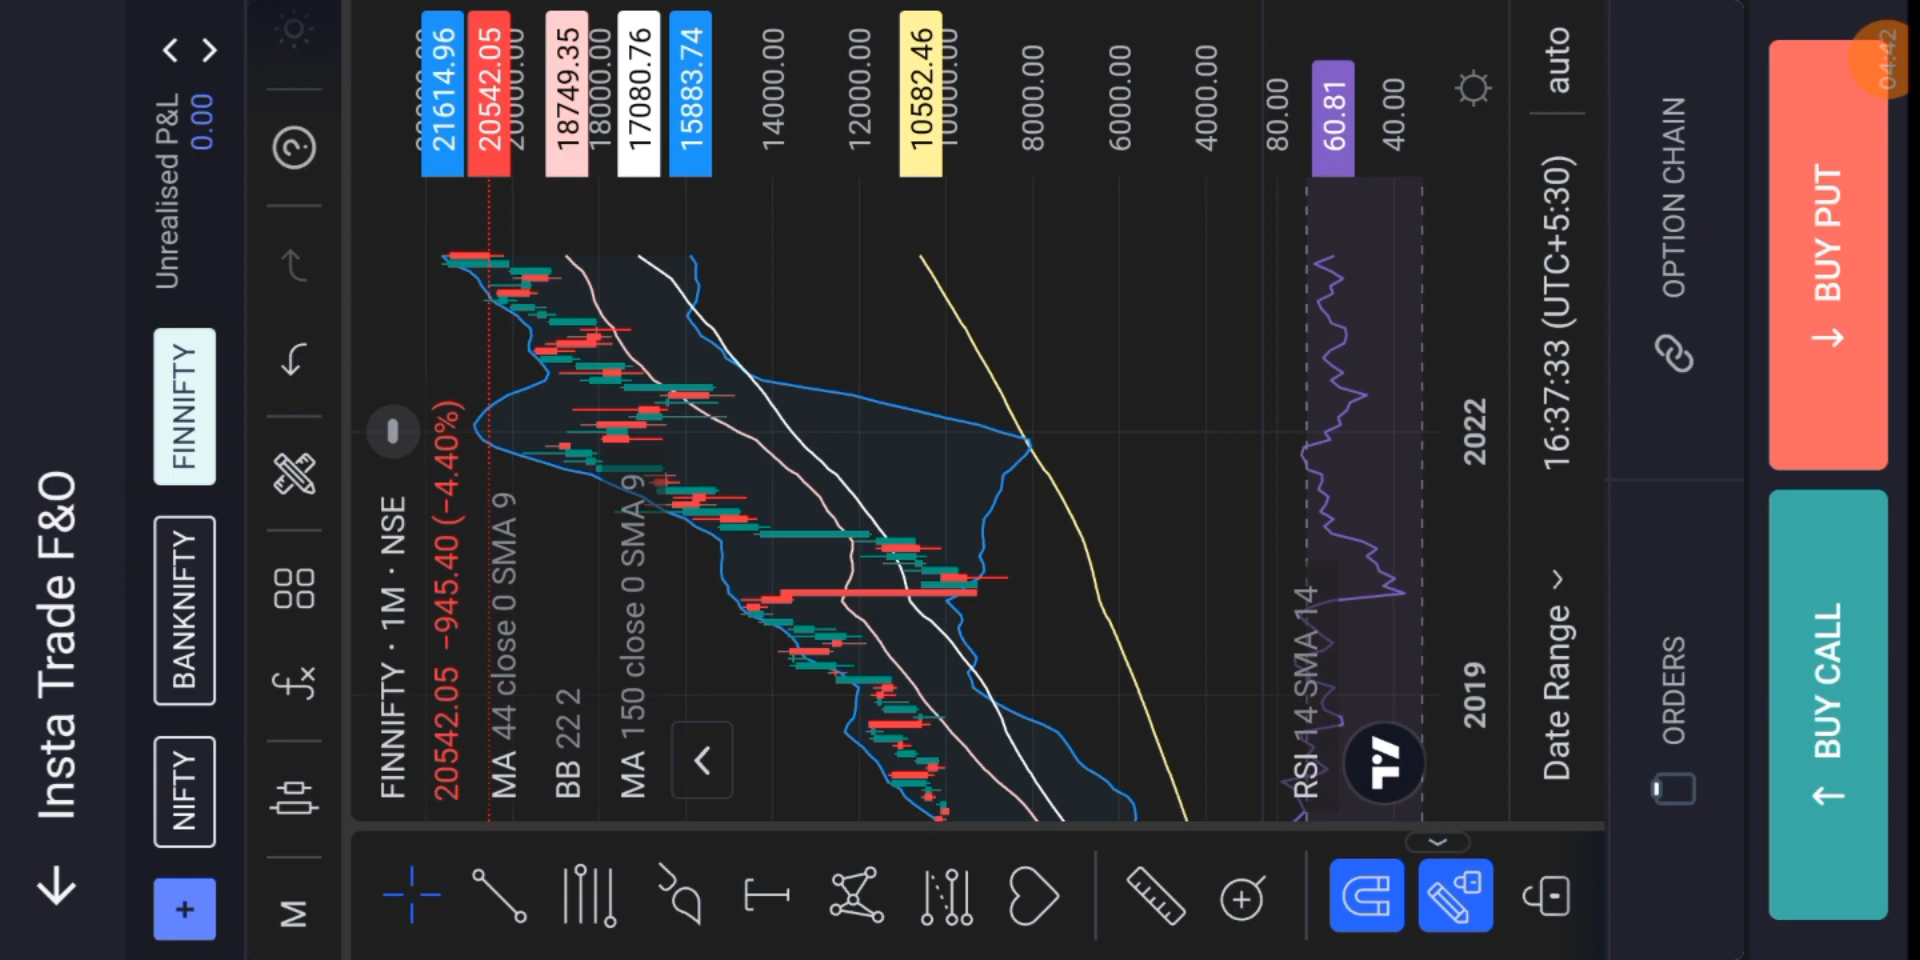 04:42
← Insta Trade F&O
+
NIFTY
BANKNIFTY
FINNIFTY
Unrealised P&L
0.00
M
FINNIFTY · 1M · NSE
20542.05 −945.40 (−4.40%)
MA 44 close 0 SMA 9
BB 22 2
MA 150 close 0 SMA 9
21614.96
20542.05
20000.00
18749.35
18000.00
17080.76
15883.74
14000.00
12000.00
10582.46
10000.00
8000.00
6000.00
4000.00
RSI 14 SMA 14
80.00
60.81
40.00
2019
2022
Date Range
16:37:33 (UTC+5:30)
auto
ORDERS
OPTION CHAIN
↑ BUY CALL
↓ BUY PUT